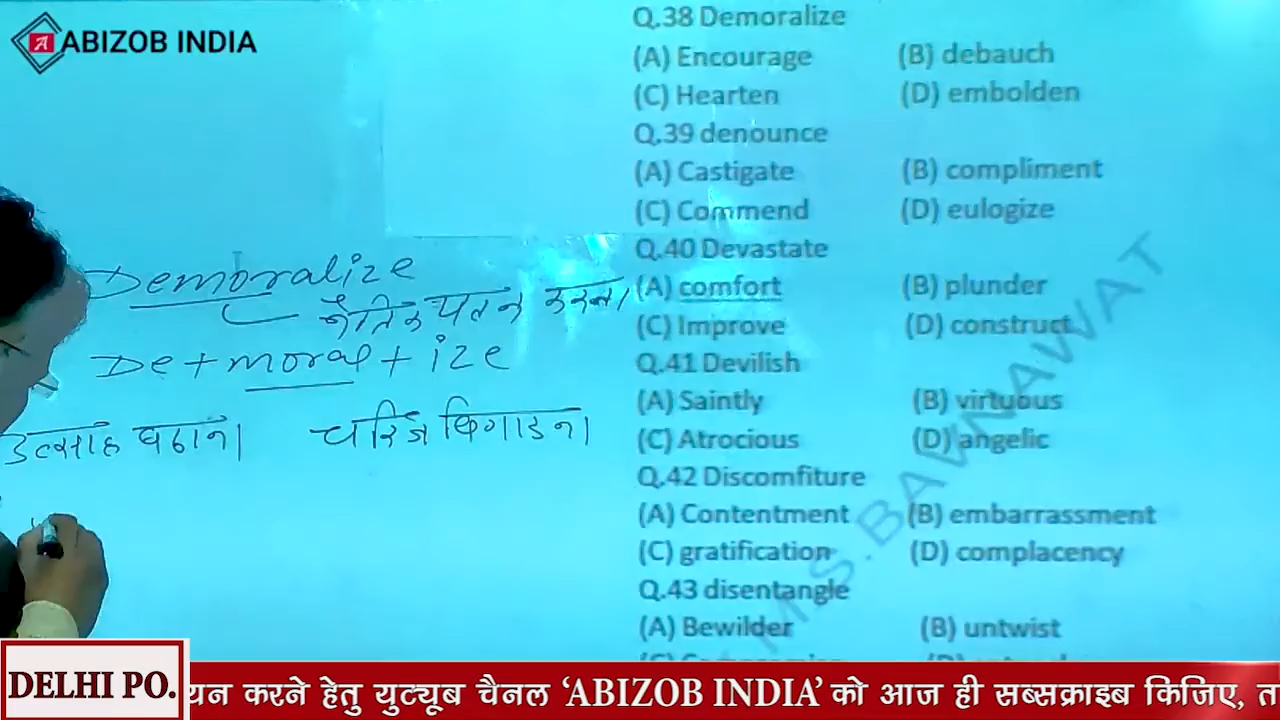 ABIZOB INDIA
Q.38 Demoralize
(A) Encourage (B) debauch
(C) Hearten (D) embolden
Q.39 denounce
(A) Castigate (B) compliment
(C) Commend (D) eulogize
Q.40 Devastate
(A) comfort (B) plunder
(C) Improve (D) construct
Q.41 Devilish
(A) Saintly (B) virtuous
(C) Atrocious (D) angelic
Q.42 Discomfiture
(A) Contentment (B) embarrassment
(C) gratification (D) complacency
Q.43 disentangle
(A) Bewilder (B) untwist
Demoralize
नैतिक पतन करना
De + moral + ize
उत्साह घटाना चरित्र बिगाडना
M.S.BAWNAWAT
DELHI PO.
यन करने हेतु युट्यूब चैनल ‘ABIZOB INDIA’ को आज ही सब्सक्राइब किजिए, त